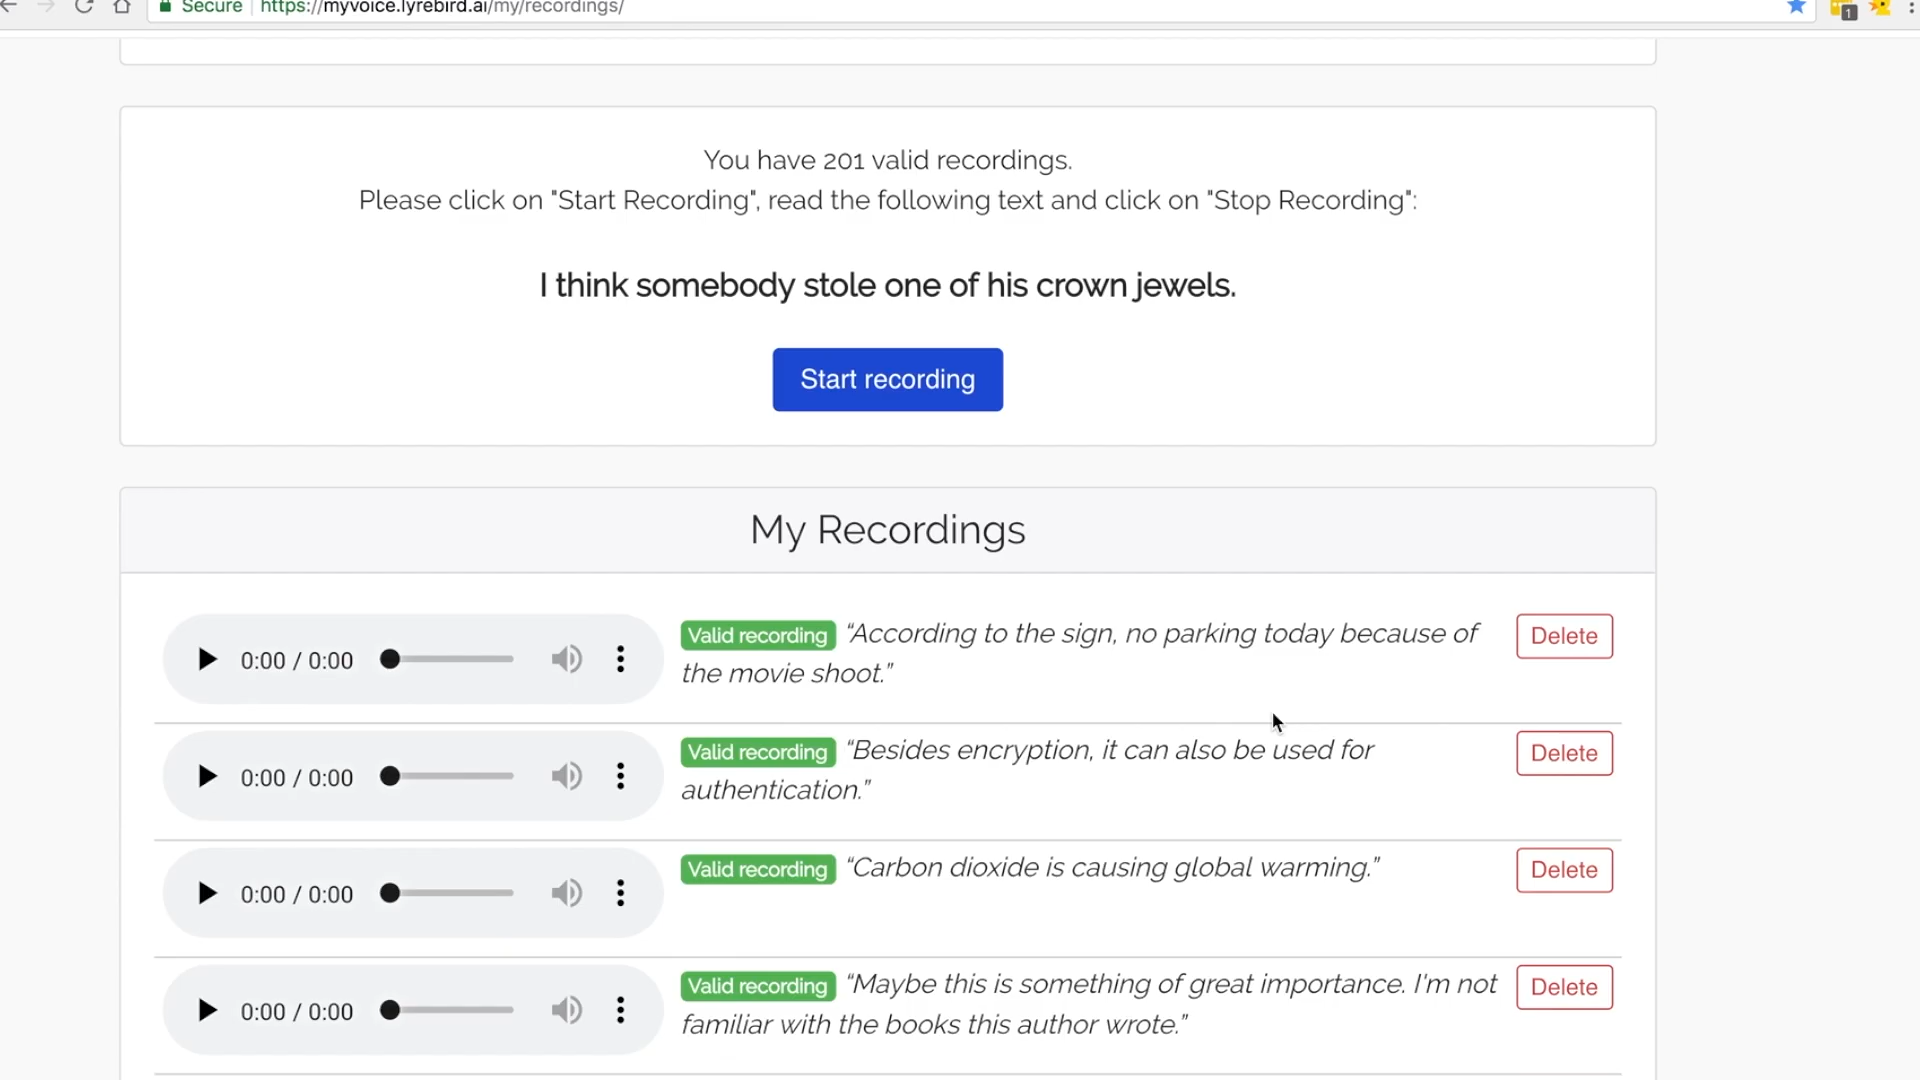 Secure https://myvoice.lyrebird.ai/my/recordings/
1
You have 201 valid recordings.
Please click on "Start Recording", read the following text and click on "Stop Recording":
I think somebody stole one of his crown jewels.
Start recording
My Recordings
0:00 / 0:00 Valid recording “According to the sign, no parking today because of
the movie shoot.” Delete
0:00 / 0:00 Valid recording “Besides encryption, it can also be used for
authentication.” Delete
0:00 / 0:00 Valid recording “Carbon dioxide is causing global warming.” Delete
0:00 / 0:00 Valid recording “Maybe this is something of great importance. I'm not
familiar with the books this author wrote.” Delete